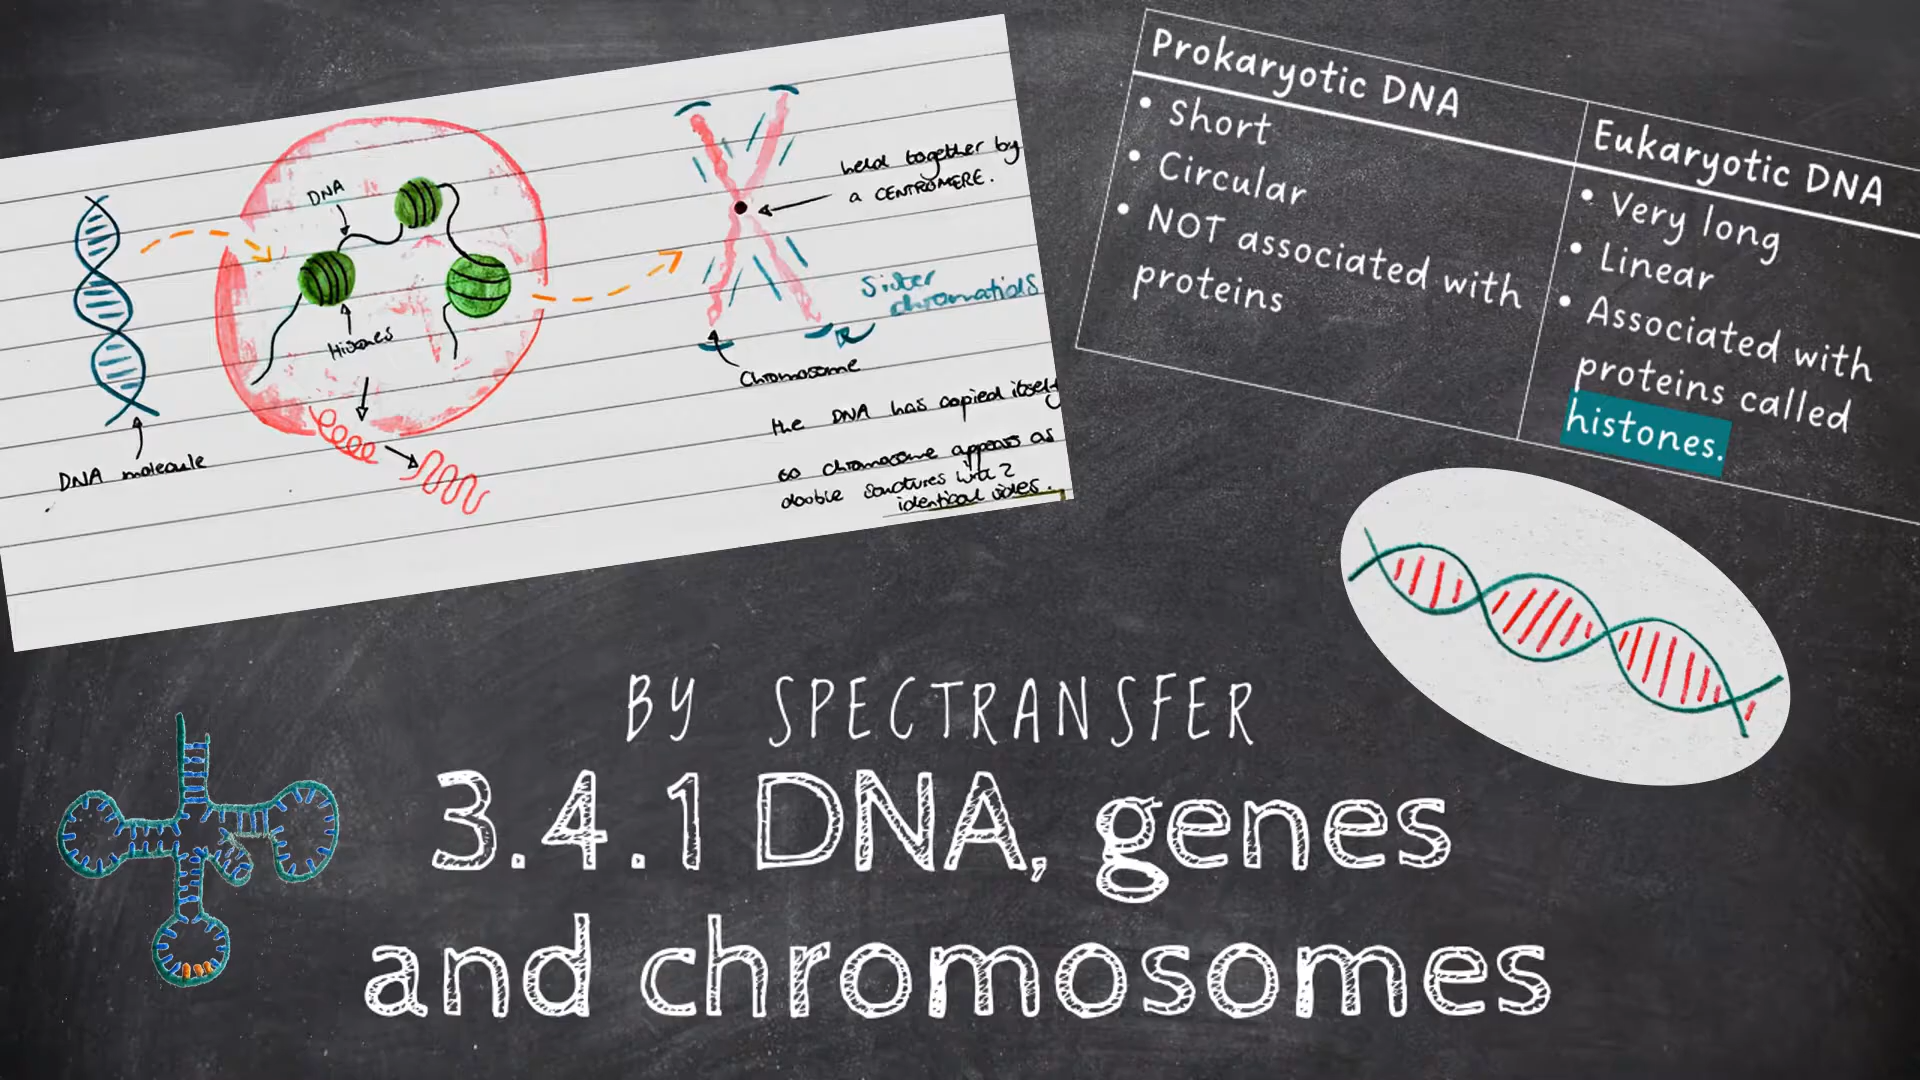 DNA
Histones
DNA molecule
held together by
a CENTROMERE.
Sister
chromatids
Chromosome
the DNA has copied itself
so chromosome appears as
double structures with 2
identical sides.
Prokaryotic DNA
• Short
• Circular
• NOT associated with
proteins
Eukaryotic DNA
• Very long
• Linear
• Associated with
proteins called
histones.
BY SPECTRANSFER
3.4.1 DNA, genes
and chromosomes